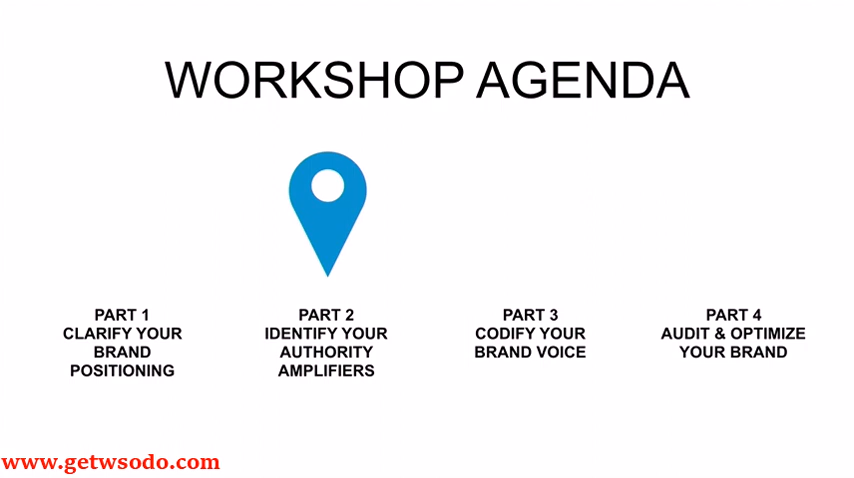 WORKSHOP AGENDA
PART 1
CLARIFY YOUR
BRAND
POSITIONING
PART 2
IDENTIFY YOUR
AUTHORITY
AMPLIFIERS
PART 3
CODIFY YOUR
BRAND VOICE
PART 4
AUDIT & OPTIMIZE
YOUR BRAND
www.getwsodo.com